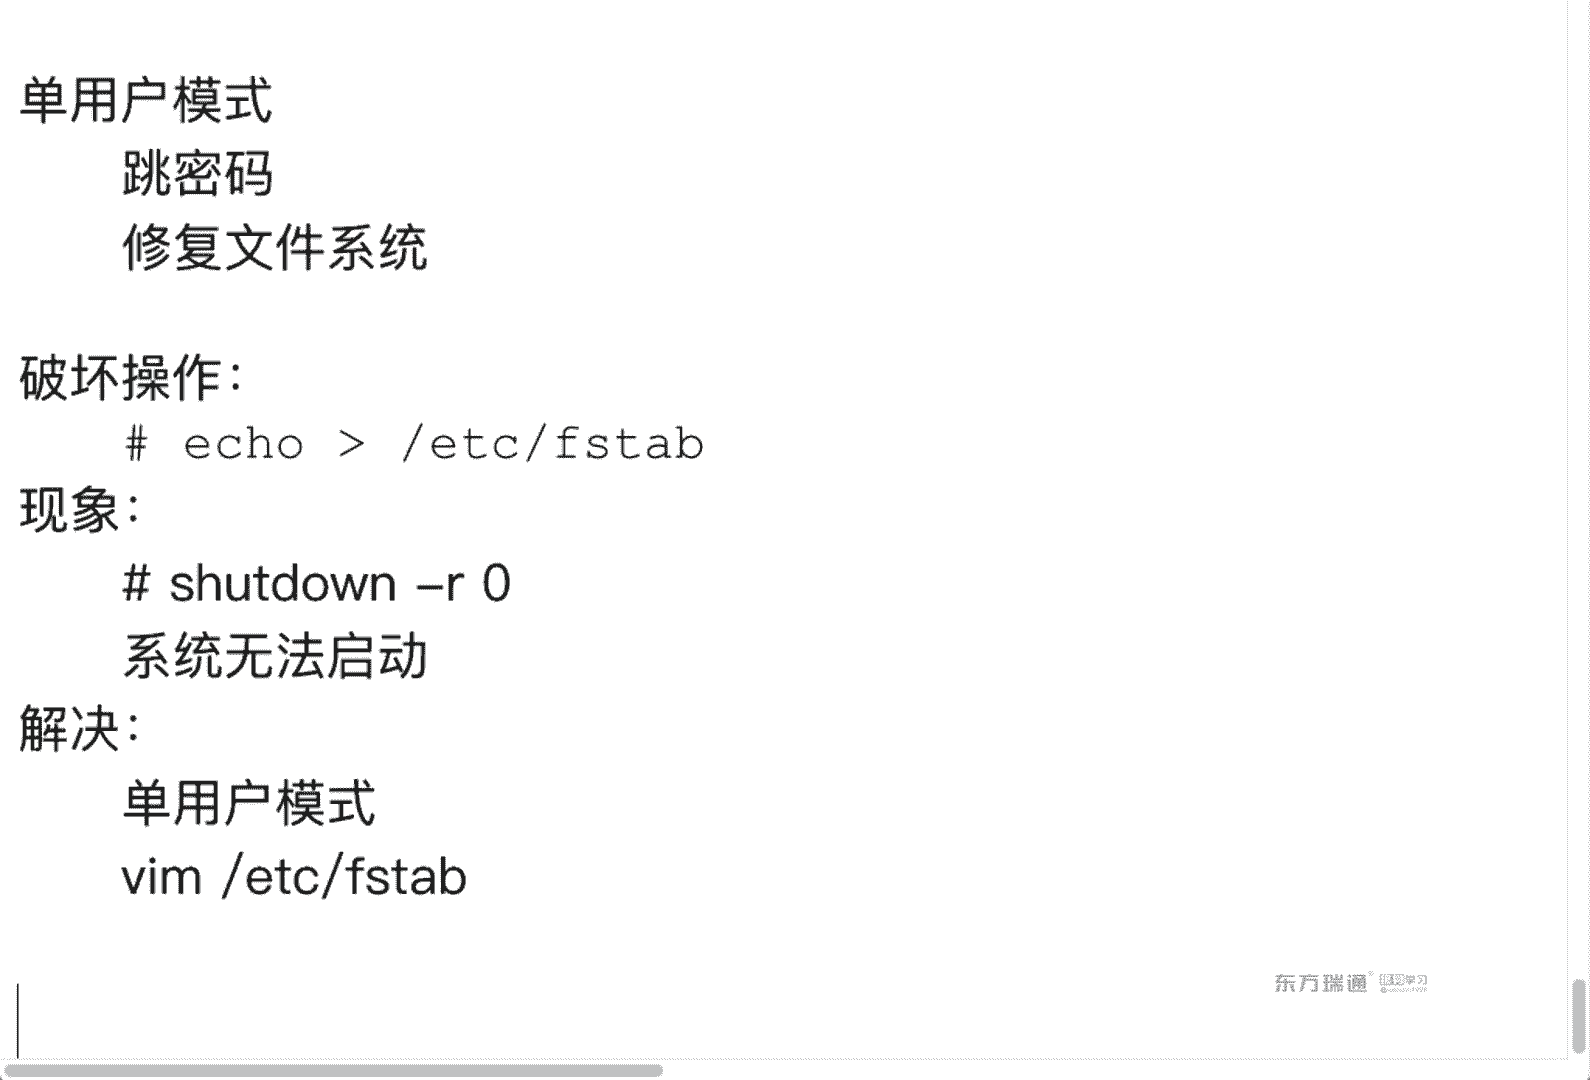 单用户模式
跳密码
修复文件系统
破坏操作：
# echo > /etc/fstab
现象：
# shutdown –r 0
系统无法启动
解决：
单用户模式
vim /etc/fstab
东方瑞通